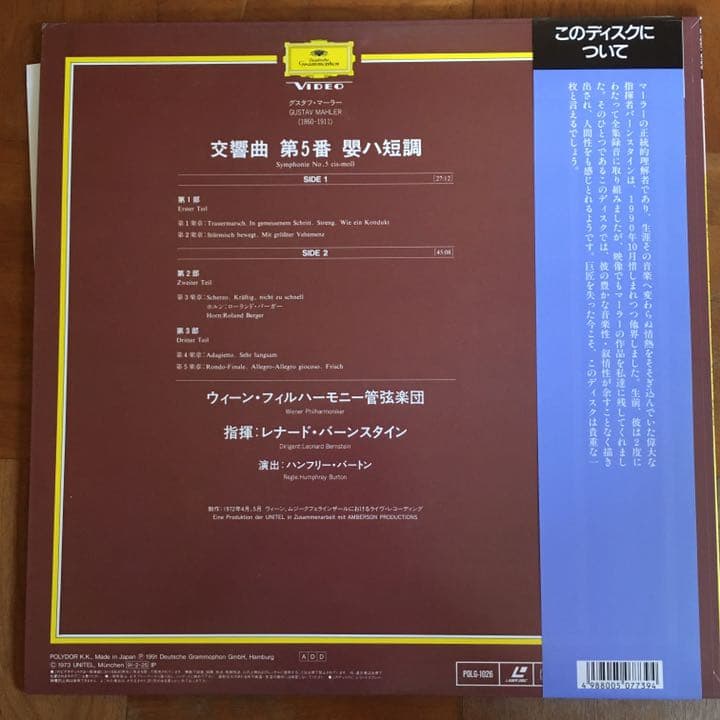 Deutsche
Grammophon
VIDEO
グスタフ・マーラー
GUSTAV MAHLER
(1860-1911)
交響曲 第5番 嬰ハ短調
Symphonie No.5 cis-moll
SIDE 1
27:12
第1部
Erster Teil
第1楽章:Trauermarsch. In gemessenem Schritt. Streng. Wie ein Kondukt
第2楽章:Stürmisch bewegt. Mit größter Vehemenz
SIDE 2
45:08
第2部
Zweiter Teil
第3楽章:Scherzo. Kräftig, nicht zu schnell
ホルン:ローランド・バーガー
Horn:Roland Berger
第3部
Dritter Teil
第4楽章:Adagietto. Sehr langsam
第5楽章:Rondo-Finale. Allegro-Allegro giocoso. Frisch
ウィーン・フィルハーモニー管弦楽団
Wiener Philharmoniker
指揮:レナード・バーンスタイン
Dirigent:Leonard Bernstein
演出:ハンフリー・バートン
Regie:Humphrey Burton
制作:1972年4月、5月 ウィーン、ムジークフェラインザールにおけるライヴ・レコーディング
Eine Produktion der UNITEL in Zusammenarbeit mit AMBERSON PRODUCTIONS
POLYDOR K.K., Made in Japan Ⓟ 1991 Deutsche Grammophon GmbH, Hamburg
© 1973 UNITEL, München 91・2・25 IP
A D D
POLG-1026
LASER DISC
このディスクに
ついて
マーラーの正統的理解者であり、生涯その音楽へ変わらぬ情熱をそそぎ込んでいた偉大な
指揮者バーンスタインは、1990年10月惜しまれつつ他界しました。生前、彼は2度に
わたって全集録音に取り組みましたが、映像でもマーラーの作品を私達に残してくれまし
た。そのひとつであるこのディスクでは、彼の豊かな音楽性・叙情性が余すことなく描き
出され、人間性をも感じとれるようです。巨匠を失った今こそ、このディスクは貴重な一
枚と言えるでしょう。
4988005077394